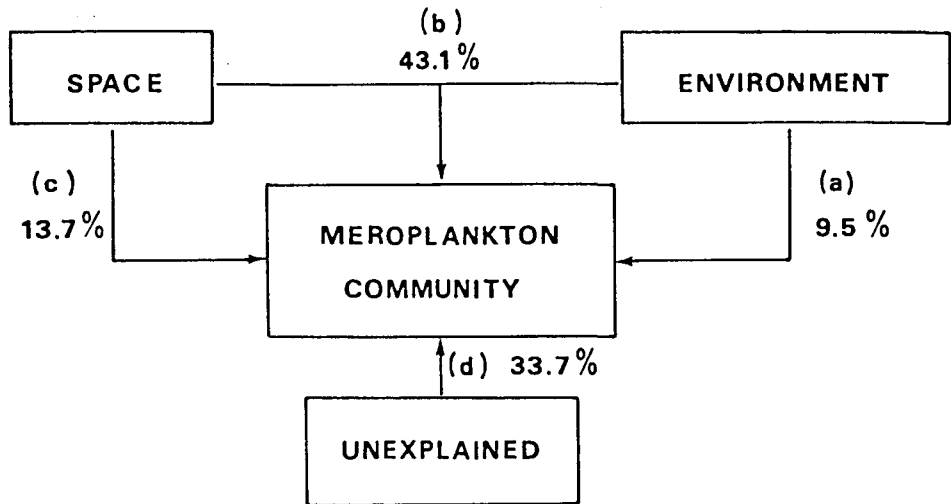 (b)
43.1%
SPACE
ENVIRONMENT
(c)
13.7%
(a)
9.5%
MEROPLANKTON
COMMUNITY
(d) 33.7%
UNEXPLAINED